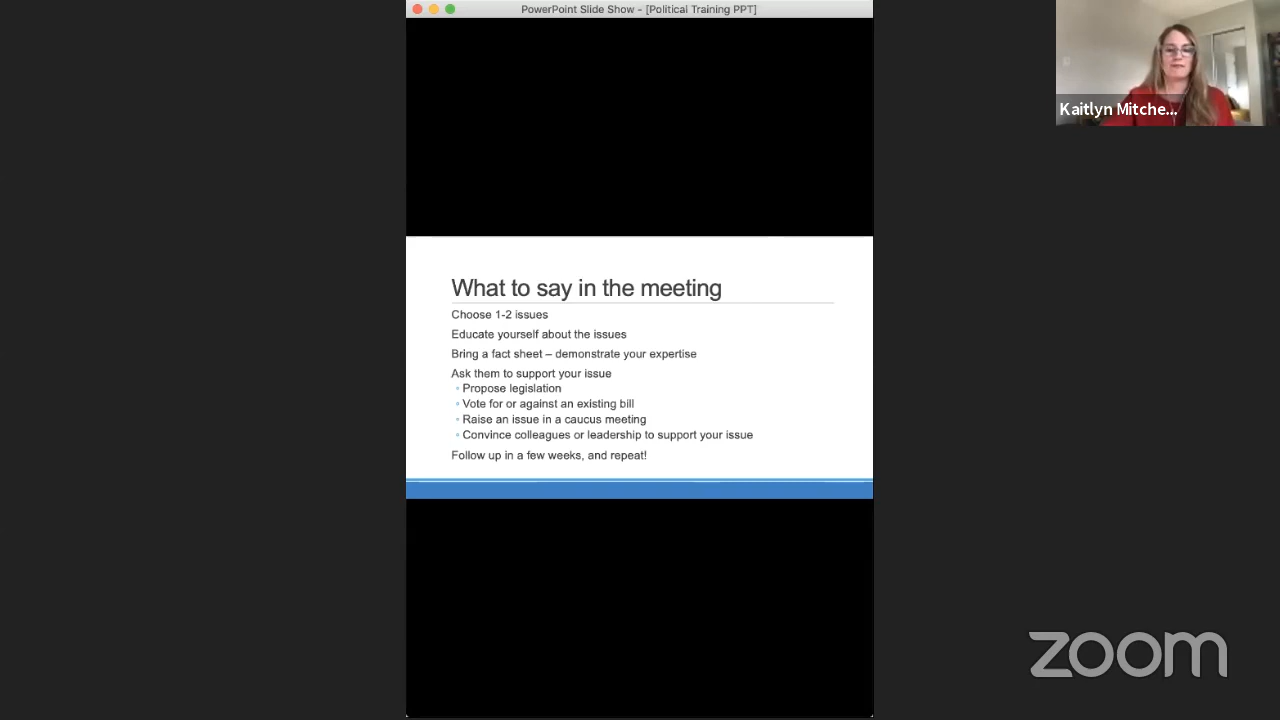 PowerPoint Slide Show - [Political Training PPT]
Kaitlyn Mitche...
What to say in the meeting
Choose 1-2 issues
Educate yourself about the issues
Bring a fact sheet – demonstrate your expertise
Ask them to support your issue
Propose legislation
Vote for or against an existing bill
Raise an issue in a caucus meeting
Convince colleagues or leadership to support your issue
Follow up in a few weeks, and repeat!
zoom